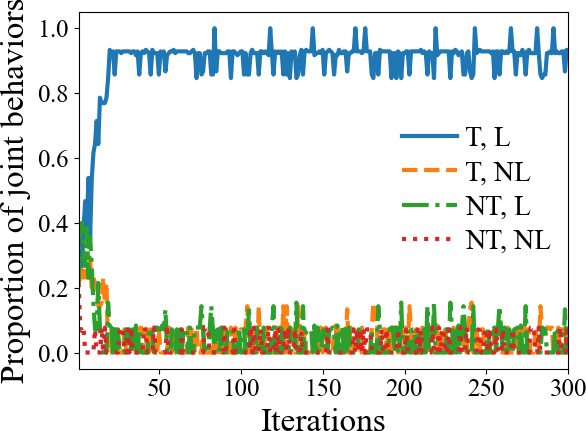 Proportion of joint behaviors
1.0
0.8
0.6
0.4
0.2
0.0
T, L
T, NL
NT, L
NT, NL
50 100 150 200 250 300
Iterations